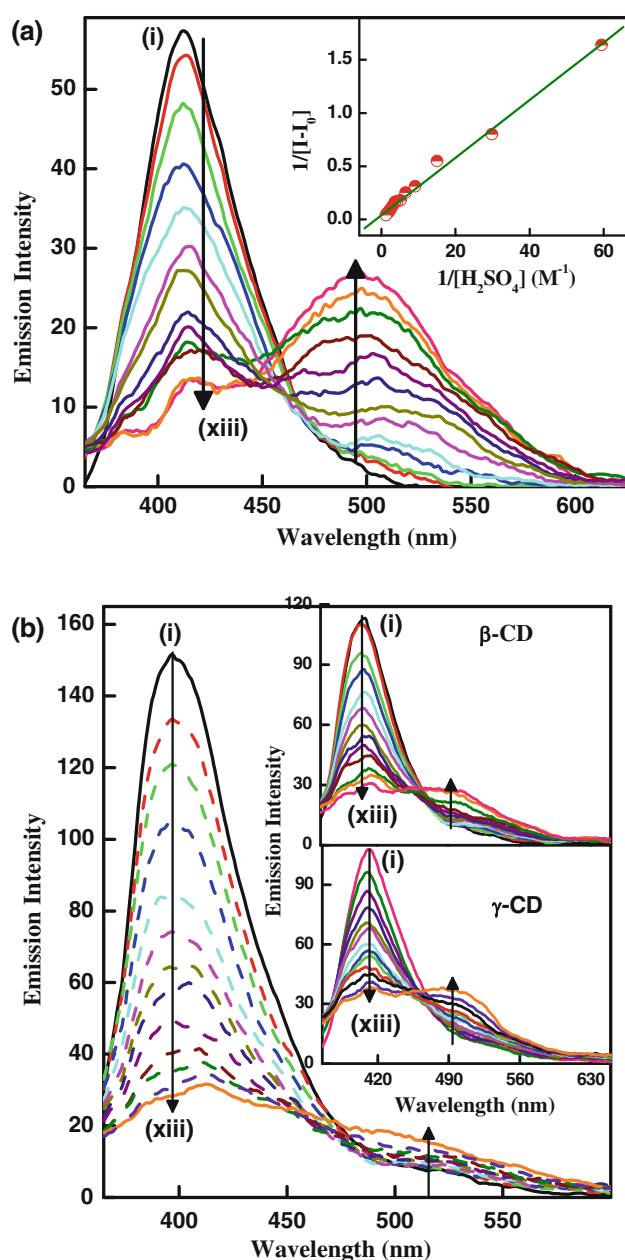 (a)
(i)
(xiii)
Emission Intensity
50
40
30
20
10
0
400
450
500
550
600
Wavelength (nm)
1/[I-I₀]
1.5
1.0
0.5
0.0
0
20
40
60
1/[H₂SO₄] (M⁻¹)
(b)
(i)
(xiii)
Emission Intensity
160
140
120
100
80
60
40
20
0
400
450
500
550
Wavelength (nm)
Emission Intensity
120
90
60
30
0
(i)
β-CD
(xiii)
90
60
30
0
(i)
γ-CD
(xiii)
420
490
560
630
Wavelength (nm)